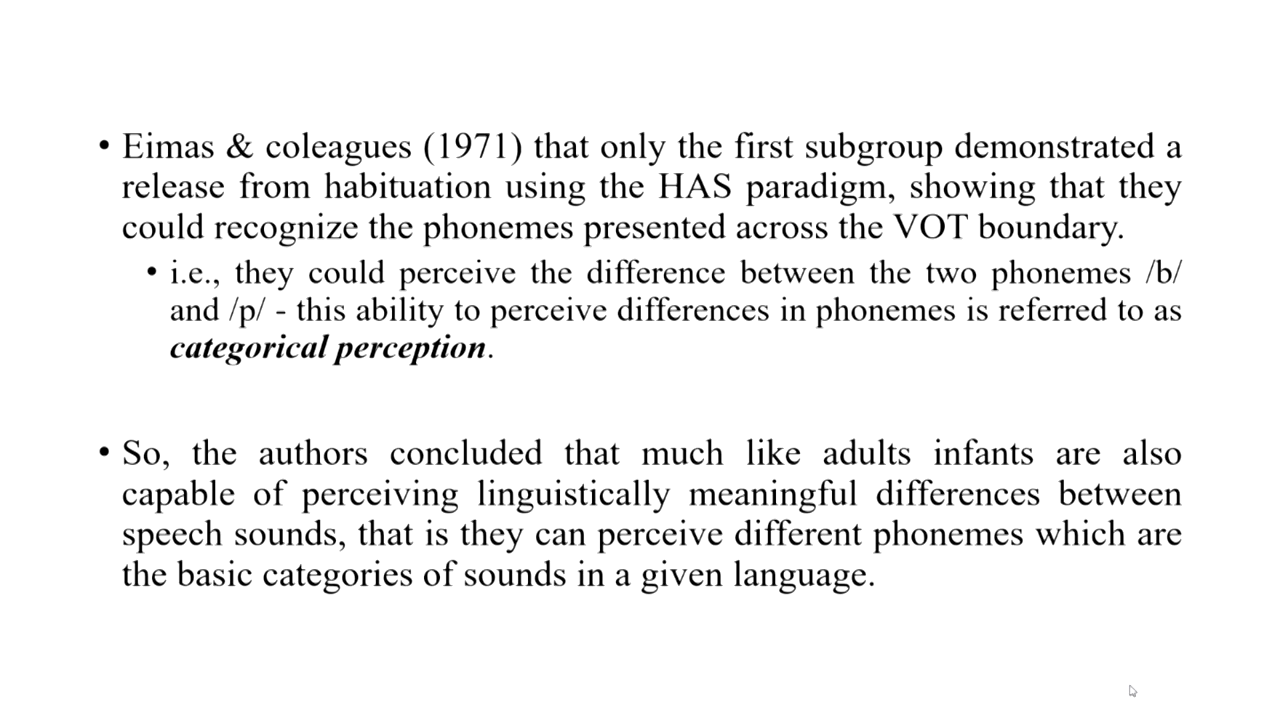 • Eimas & coleagues (1971) that only the first subgroup demonstrated a
release from habituation using the HAS paradigm, showing that they
could recognize the phonemes presented across the VOT boundary.
• i.e., they could perceive the difference between the two phonemes /b/
and /p/ - this ability to perceive differences in phonemes is referred to as
categorical perception.
• So, the authors concluded that much like adults infants are also
capable of perceiving linguistically meaningful differences between
speech sounds, that is they can perceive different phonemes which are
the basic categories of sounds in a given language.